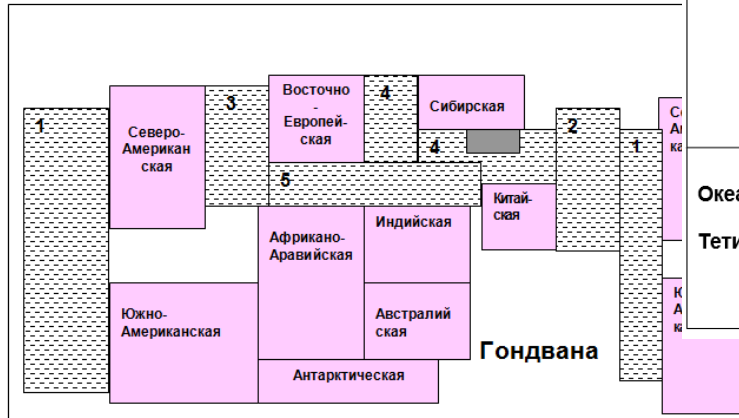 1
Северо-
Американ
ская
3
Восточно
-
Европей-
ская
4
Сибирская
4
2
1
5
Китай-
ская
Африкано-
Аравийская
Индийская
Южно-
Американская
Австралий
ская
Гондвана
Антарктическая